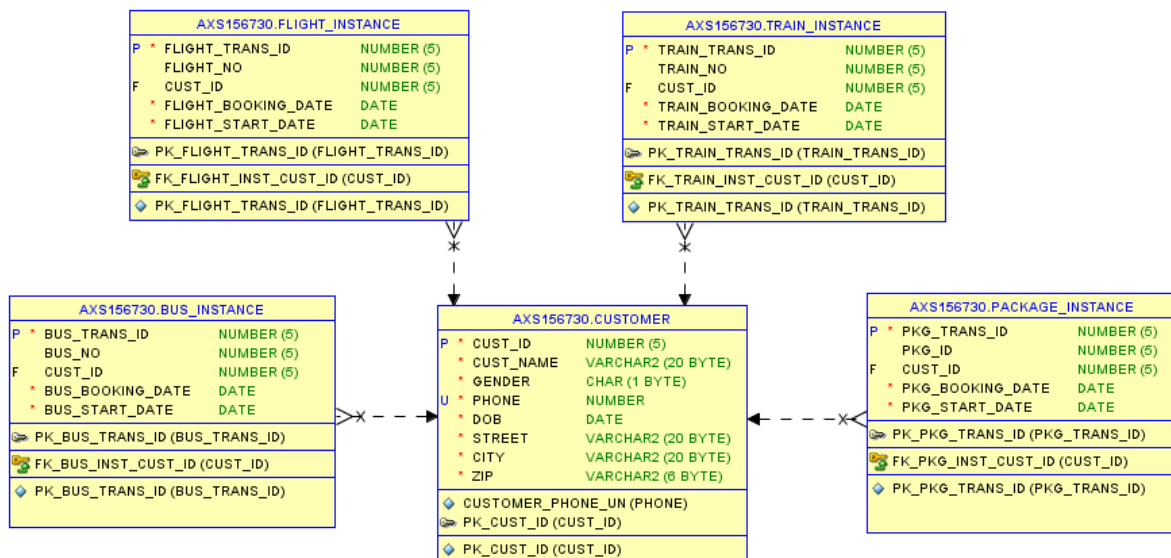 AXS156730.FLIGHT_INSTANCE
P * FLIGHT_TRANS_ID NUMBER (5)
FLIGHT_NO NUMBER (5)
F CUST_ID NUMBER (5)
* FLIGHT_BOOKING_DATE DATE
* FLIGHT_START_DATE DATE
PK_FLIGHT_TRANS_ID (FLIGHT_TRANS_ID)
FK_FLIGHT_INST_CUST_ID (CUST_ID)
PK_FLIGHT_TRANS_ID (FLIGHT_TRANS_ID)
AXS156730.TRAIN_INSTANCE
P * TRAIN_TRANS_ID NUMBER (5)
TRAIN_NO NUMBER (5)
F CUST_ID NUMBER (5)
* TRAIN_BOOKING_DATE DATE
* TRAIN_START_DATE DATE
PK_TRAIN_TRANS_ID (TRAIN_TRANS_ID)
FK_TRAIN_INST_CUST_ID (CUST_ID)
PK_TRAIN_TRANS_ID (TRAIN_TRANS_ID)
AXS156730.BUS_INSTANCE
P * BUS_TRANS_ID NUMBER (5)
BUS_NO NUMBER (5)
F CUST_ID NUMBER (5)
* BUS_BOOKING_DATE DATE
* BUS_START_DATE DATE
PK_BUS_TRANS_ID (BUS_TRANS_ID)
FK_BUS_INST_CUST_ID (CUST_ID)
PK_BUS_TRANS_ID (BUS_TRANS_ID)
AXS156730.CUSTOMER
P * CUST_ID NUMBER (5)
* CUST_NAME VARCHAR2 (20 BYTE)
* GENDER CHAR (1 BYTE)
U * PHONE NUMBER
* DOB DATE
* STREET VARCHAR2 (20 BYTE)
* CITY VARCHAR2 (20 BYTE)
* ZIP VARCHAR2 (6 BYTE)
CUSTOMER_PHONE_UN (PHONE)
PK_CUST_ID (CUST_ID)
PK_CUST_ID (CUST_ID)
AXS156730.PACKAGE_INSTANCE
P * PKG_TRANS_ID NUMBER (5)
PKG_ID NUMBER (5)
F CUST_ID NUMBER (5)
* PKG_BOOKING_DATE DATE
* PKG_START_DATE DATE
PK_PKG_TRANS_ID (PKG_TRANS_ID)
FK_PKG_INST_CUST_ID (CUST_ID)
PK_PKG_TRANS_ID (PKG_TRANS_ID)